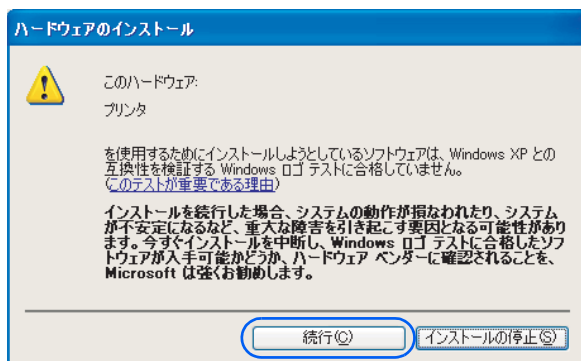 ハードウェアのインストール
このハードウェア:
プリンタ
を使用するためにインストールしようとしているソフトウェアは、Windows XP との
互換性を検証する Windows ロゴ テストに合格していません。
(このテストが重要である理由)
インストールを続行した場合、システムの動作が損なわれたり、システム
が不安定になるなど、重大な障害を引き起こす要因となる可能性があり
ます。今すぐインストールを中断し、Windows ロゴ テストに合格したソフ
トウェアが入手可能かどうか、ハードウェア ベンダーに確認されることを、
Microsoft は強くお勧めします。
続行(C)
インストールの停止(S)